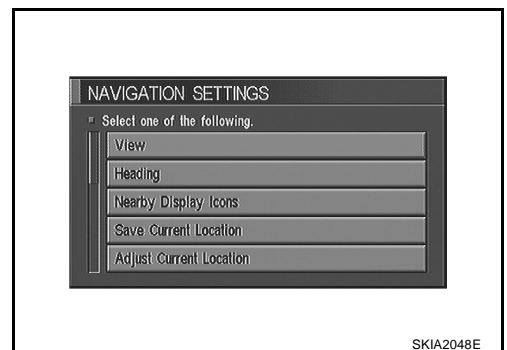 NAVIGATION SETTINGS
Select one of the following.
View
Heading
Nearby Display Icons
Save Current Location
Adjust Current Location
SKIA2048E